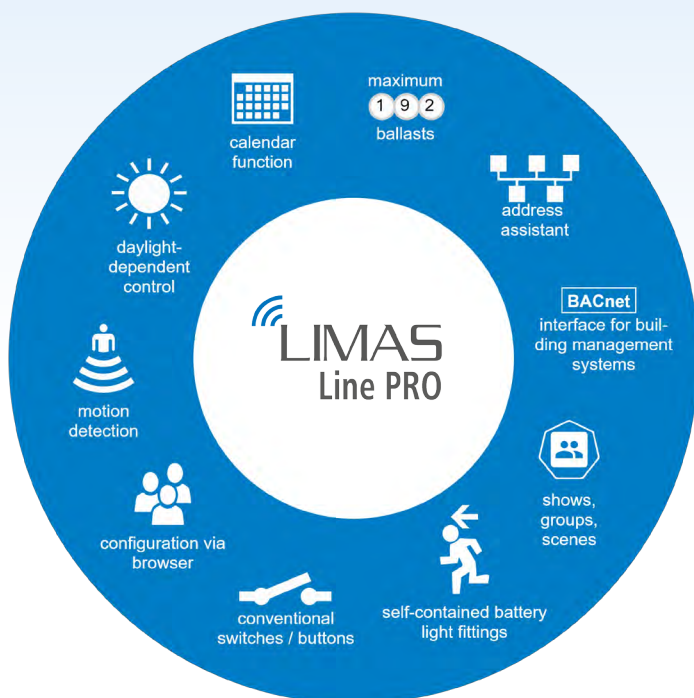 maximum
1 9 2
ballasts
address
assistant
BACnet
interface for buil-
ding management
systems
shows,
groups,
scenes
self-contained battery
light fittings
conventional
switches / buttons
configuration via
browser
motion
detection
daylight-
dependent
control
calendar
function
LIMAS
Line PRO